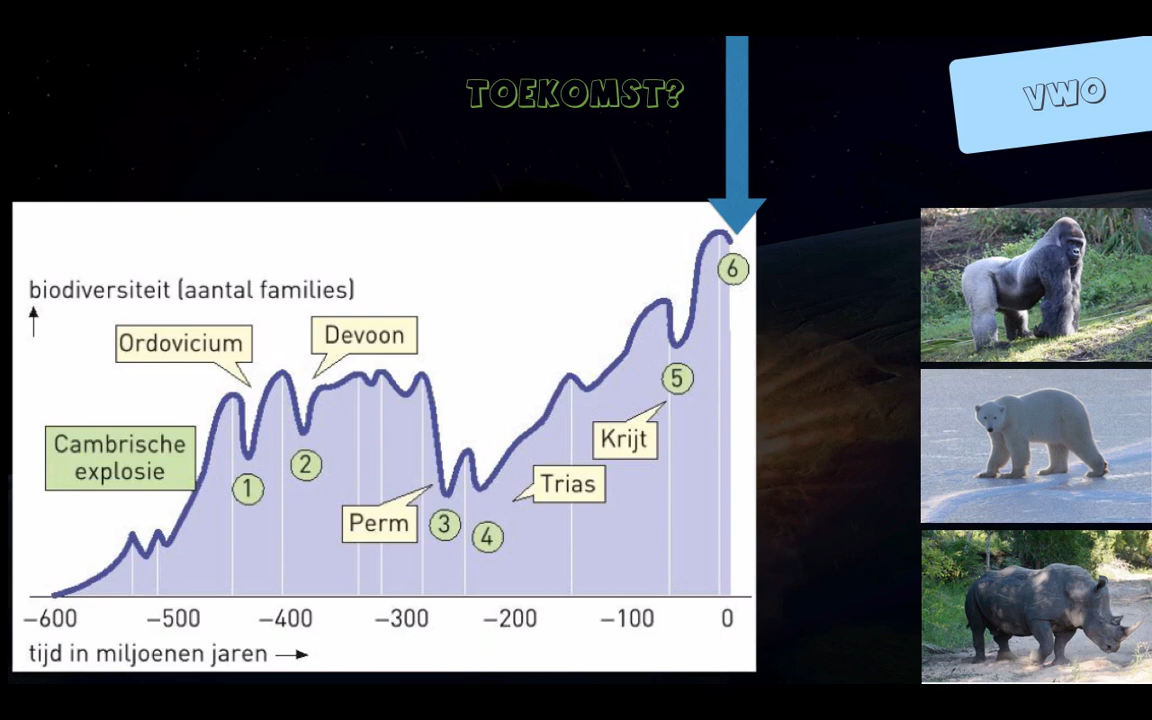 TOEKOMST?
VWO
biodiversiteit (aantal families)
Ordovicium
Devoon
Cambrische
explosie
Perm
Trias
Krijt
1
2
3
4
5
6
−600 −500 −400 −300 −200 −100 0
tijd in miljoenen jaren